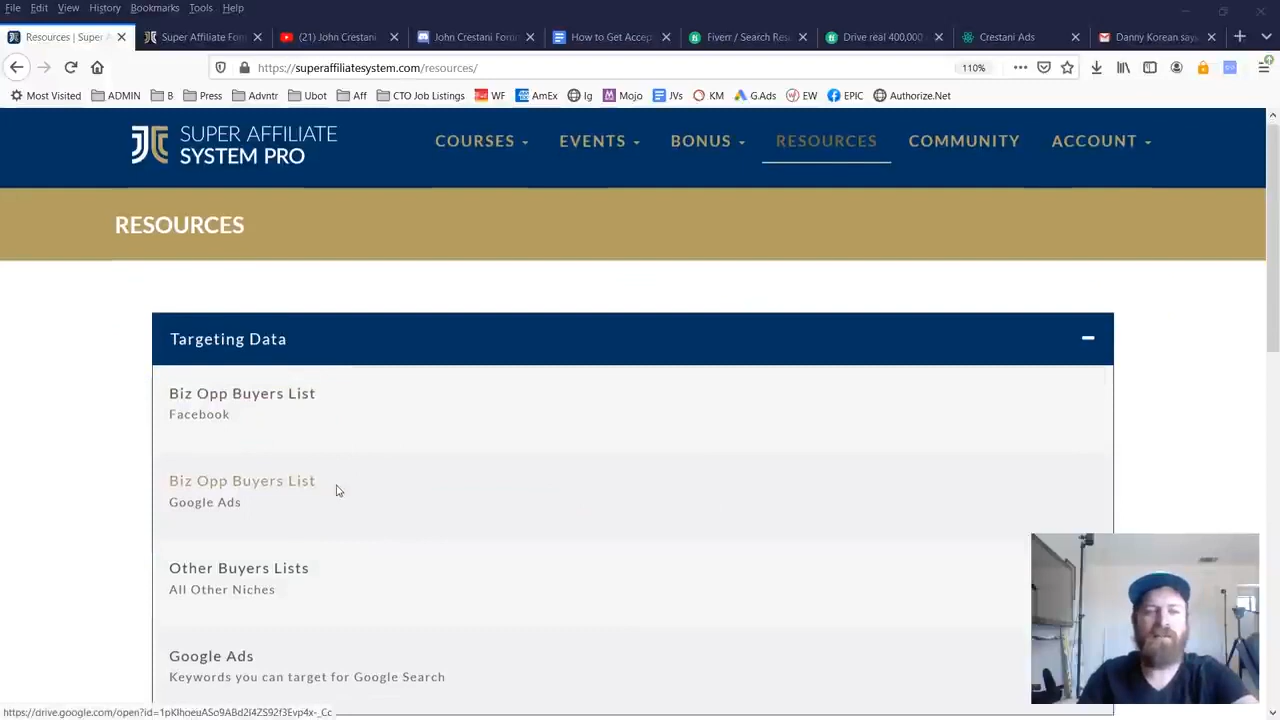 File Edit View History Bookmarks Tools Help
Resources | Super A
Super Affiliate Foru
(21) John Crestani
John Crestani Forum
How to Get Accep
Fiverr / Search Res
Drive real 400,000
Crestani Ads
Danny Korean says
https://superaffiliatesystem.com/resources/
110%
Most Visited ADMIN B Press Advntr Ubot Aff CTO Job Listings WF AmEx Ig Mojo JVs KM G.Ads EW EPIC Authorize.Net
SUPER AFFILIATE
SYSTEM PRO
COURSES EVENTS BONUS RESOURCES COMMUNITY ACCOUNT
RESOURCES
Targeting Data
Biz Opp Buyers List
Facebook
Biz Opp Buyers List
Google Ads
Other Buyers Lists
All Other Niches
Google Ads
Keywords you can target for Google Search